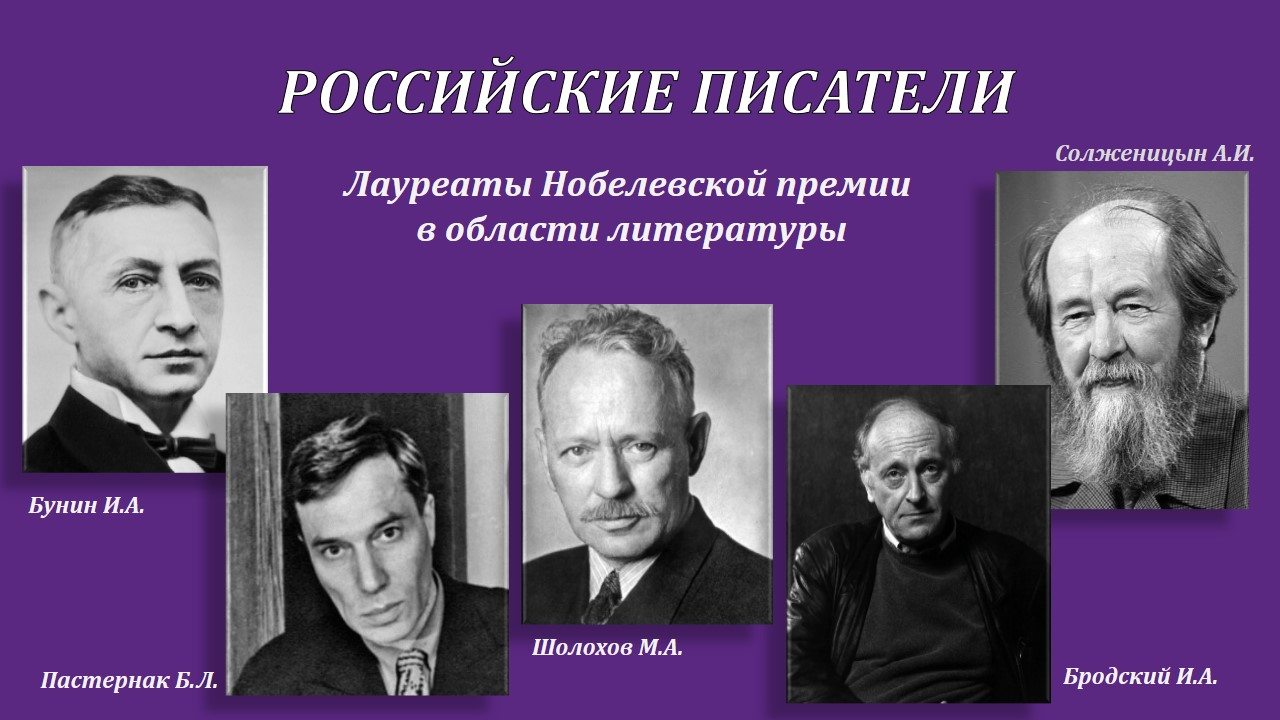 РОССИЙСКИЕ ПИСАТЕЛИ
Лауреаты Нобелевской премии
в области литературы
Солженицын А.И.
Бунин И.А.
Шолохов М.А.
Пастернак Б.Л.
Бродский И.А.